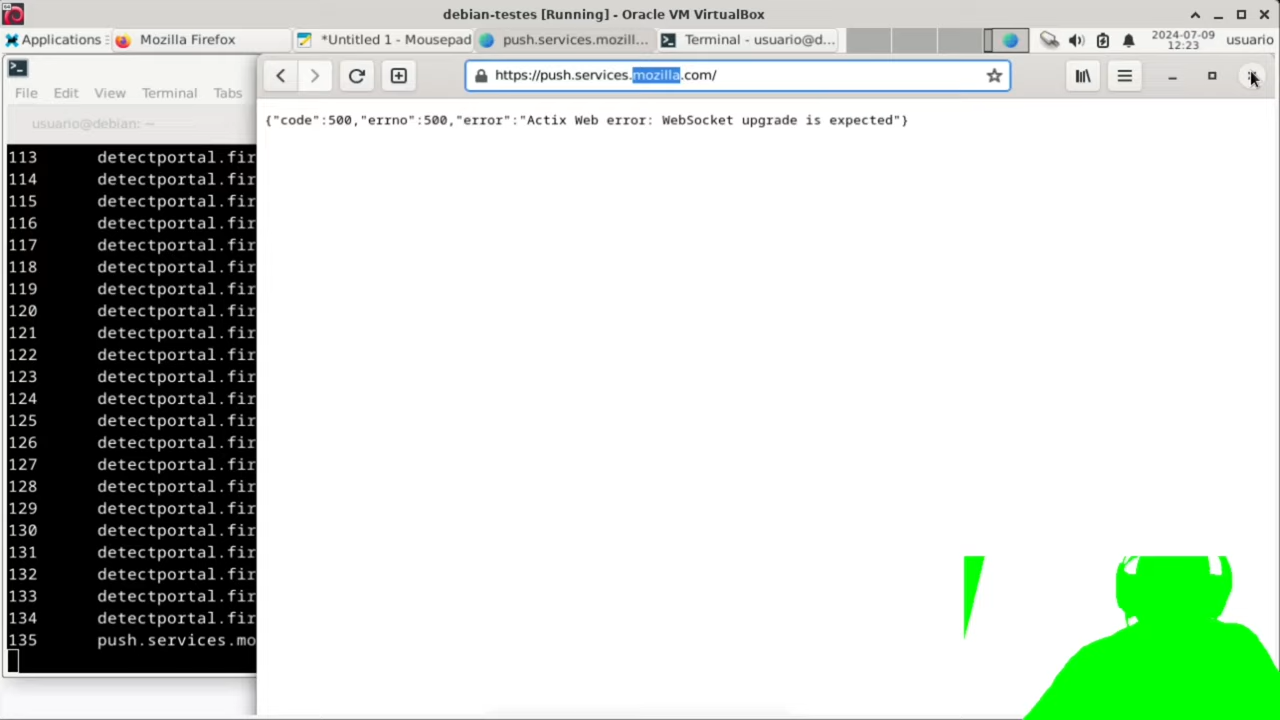 debian-testes [Running] - Oracle VM VirtualBox
Applications
Mozilla Firefox
*Untitled 1 - Mousepad
push.services.mozill...
Terminal - usuario@d...
2024-07-09
12:23
usuario
File Edit View Terminal Tabs
usuario@debian: ~
https://push.services.mozilla.com/
{"code":500,"errno":500,"error":"Actix Web error: WebSocket upgrade is expected"}
113 detectportal.fir
114 detectportal.fir
115 detectportal.fir
116 detectportal.fir
117 detectportal.fir
118 detectportal.fir
119 detectportal.fir
120 detectportal.fir
121 detectportal.fir
122 detectportal.fir
123 detectportal.fir
124 detectportal.fir
125 detectportal.fir
126 detectportal.fir
127 detectportal.fir
128 detectportal.fir
129 detectportal.fir
130 detectportal.fir
131 detectportal.fir
132 detectportal.fir
133 detectportal.fir
134 detectportal.fir
135 push.services.mo